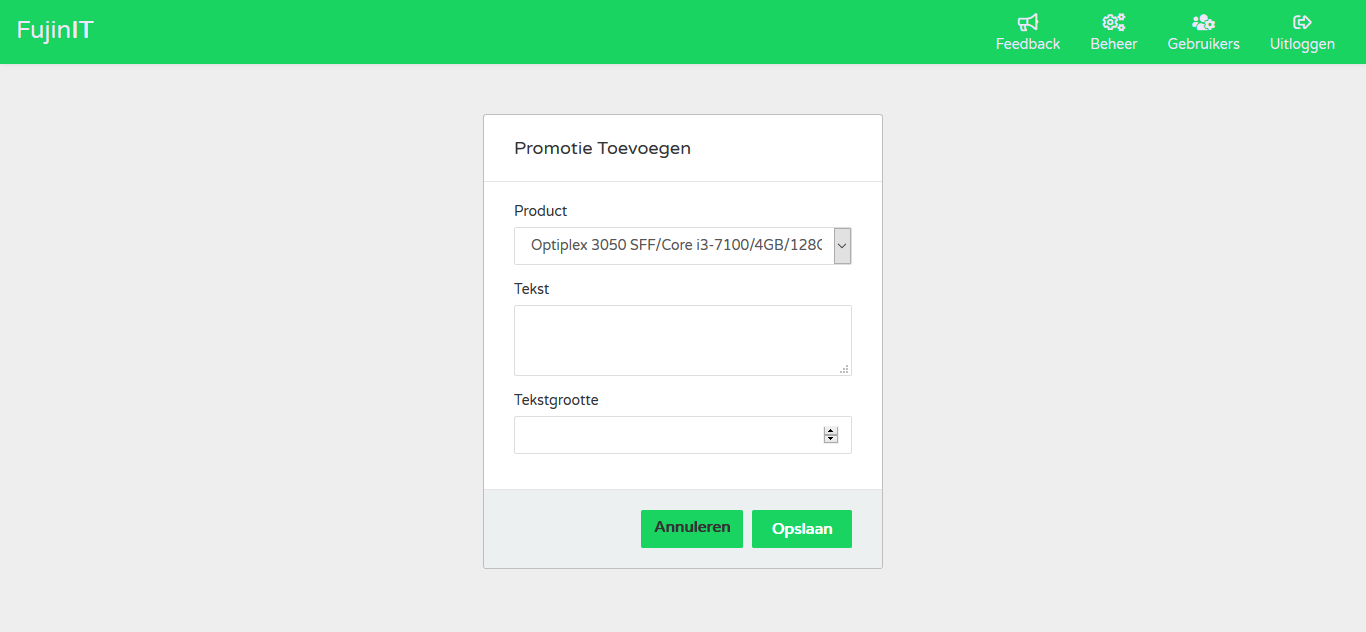 FujinIT
Feedback
Beheer
Gebruikers
Uitloggen
Promotie Toevoegen
Product
Optiplex 3050 SFF/Core i3-7100/4GB/128G
Tekst
Tekstgrootte
Annuleren
Opslaan